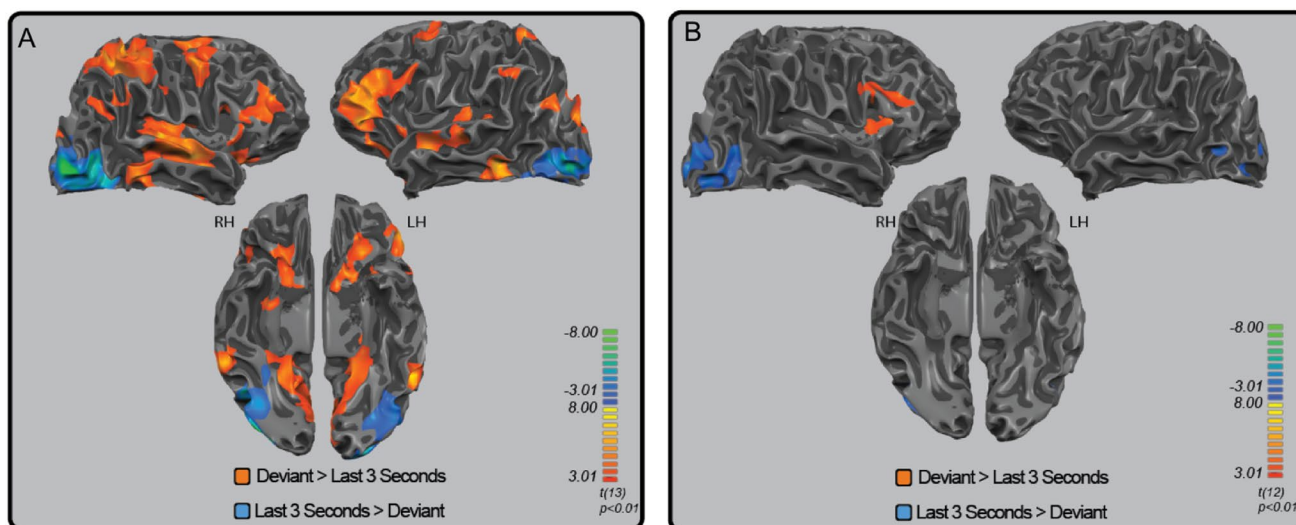 A
RH
LH
-8.00
-3.01
8.00
3.01
t(13)
p<0.01
Deviant > Last 3 Seconds
Last 3 Seconds > Deviant
B
RH
LH
-8.00
-3.01
8.00
3.01
t(12)
p<0.01
Deviant > Last 3 Seconds
Last 3 Seconds > Deviant